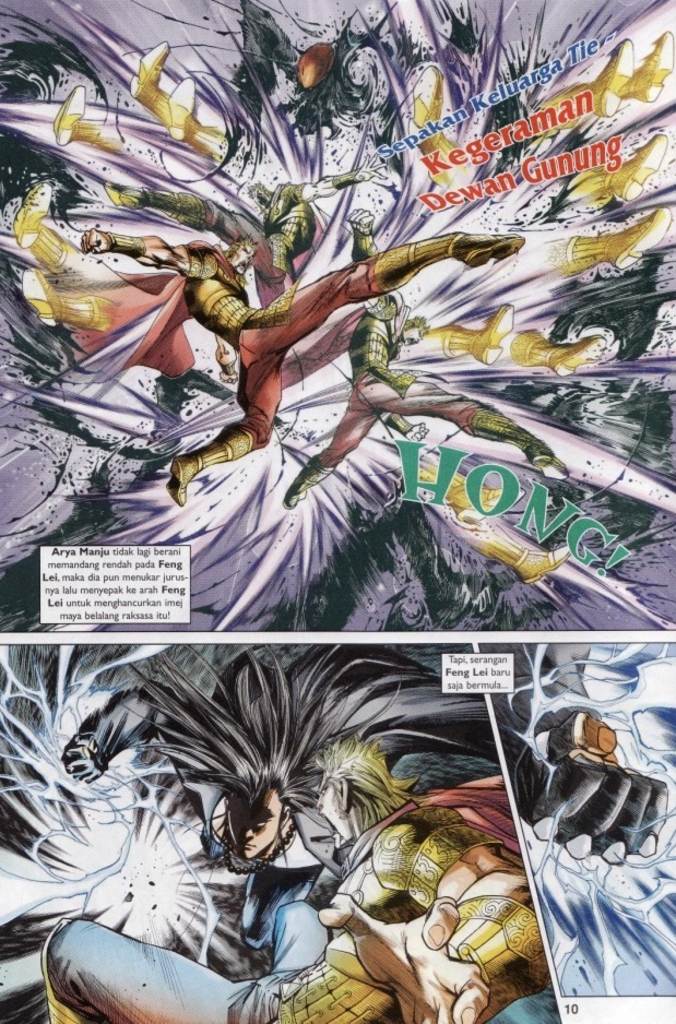 Sepakan Keluarga Tie -
Kegeraman
Dewan Gunung
HONG!
Arya Manju tidak lagi berani
memandang rendah pada Feng
Lei, maka dia pun menukar jurus-
nya lalu menyepak ke arah Feng
Lei untuk menghancurkan imej
maya belalang raksasa itu!
Tapi, serangan
Feng Lei baru
saja bermula...
10